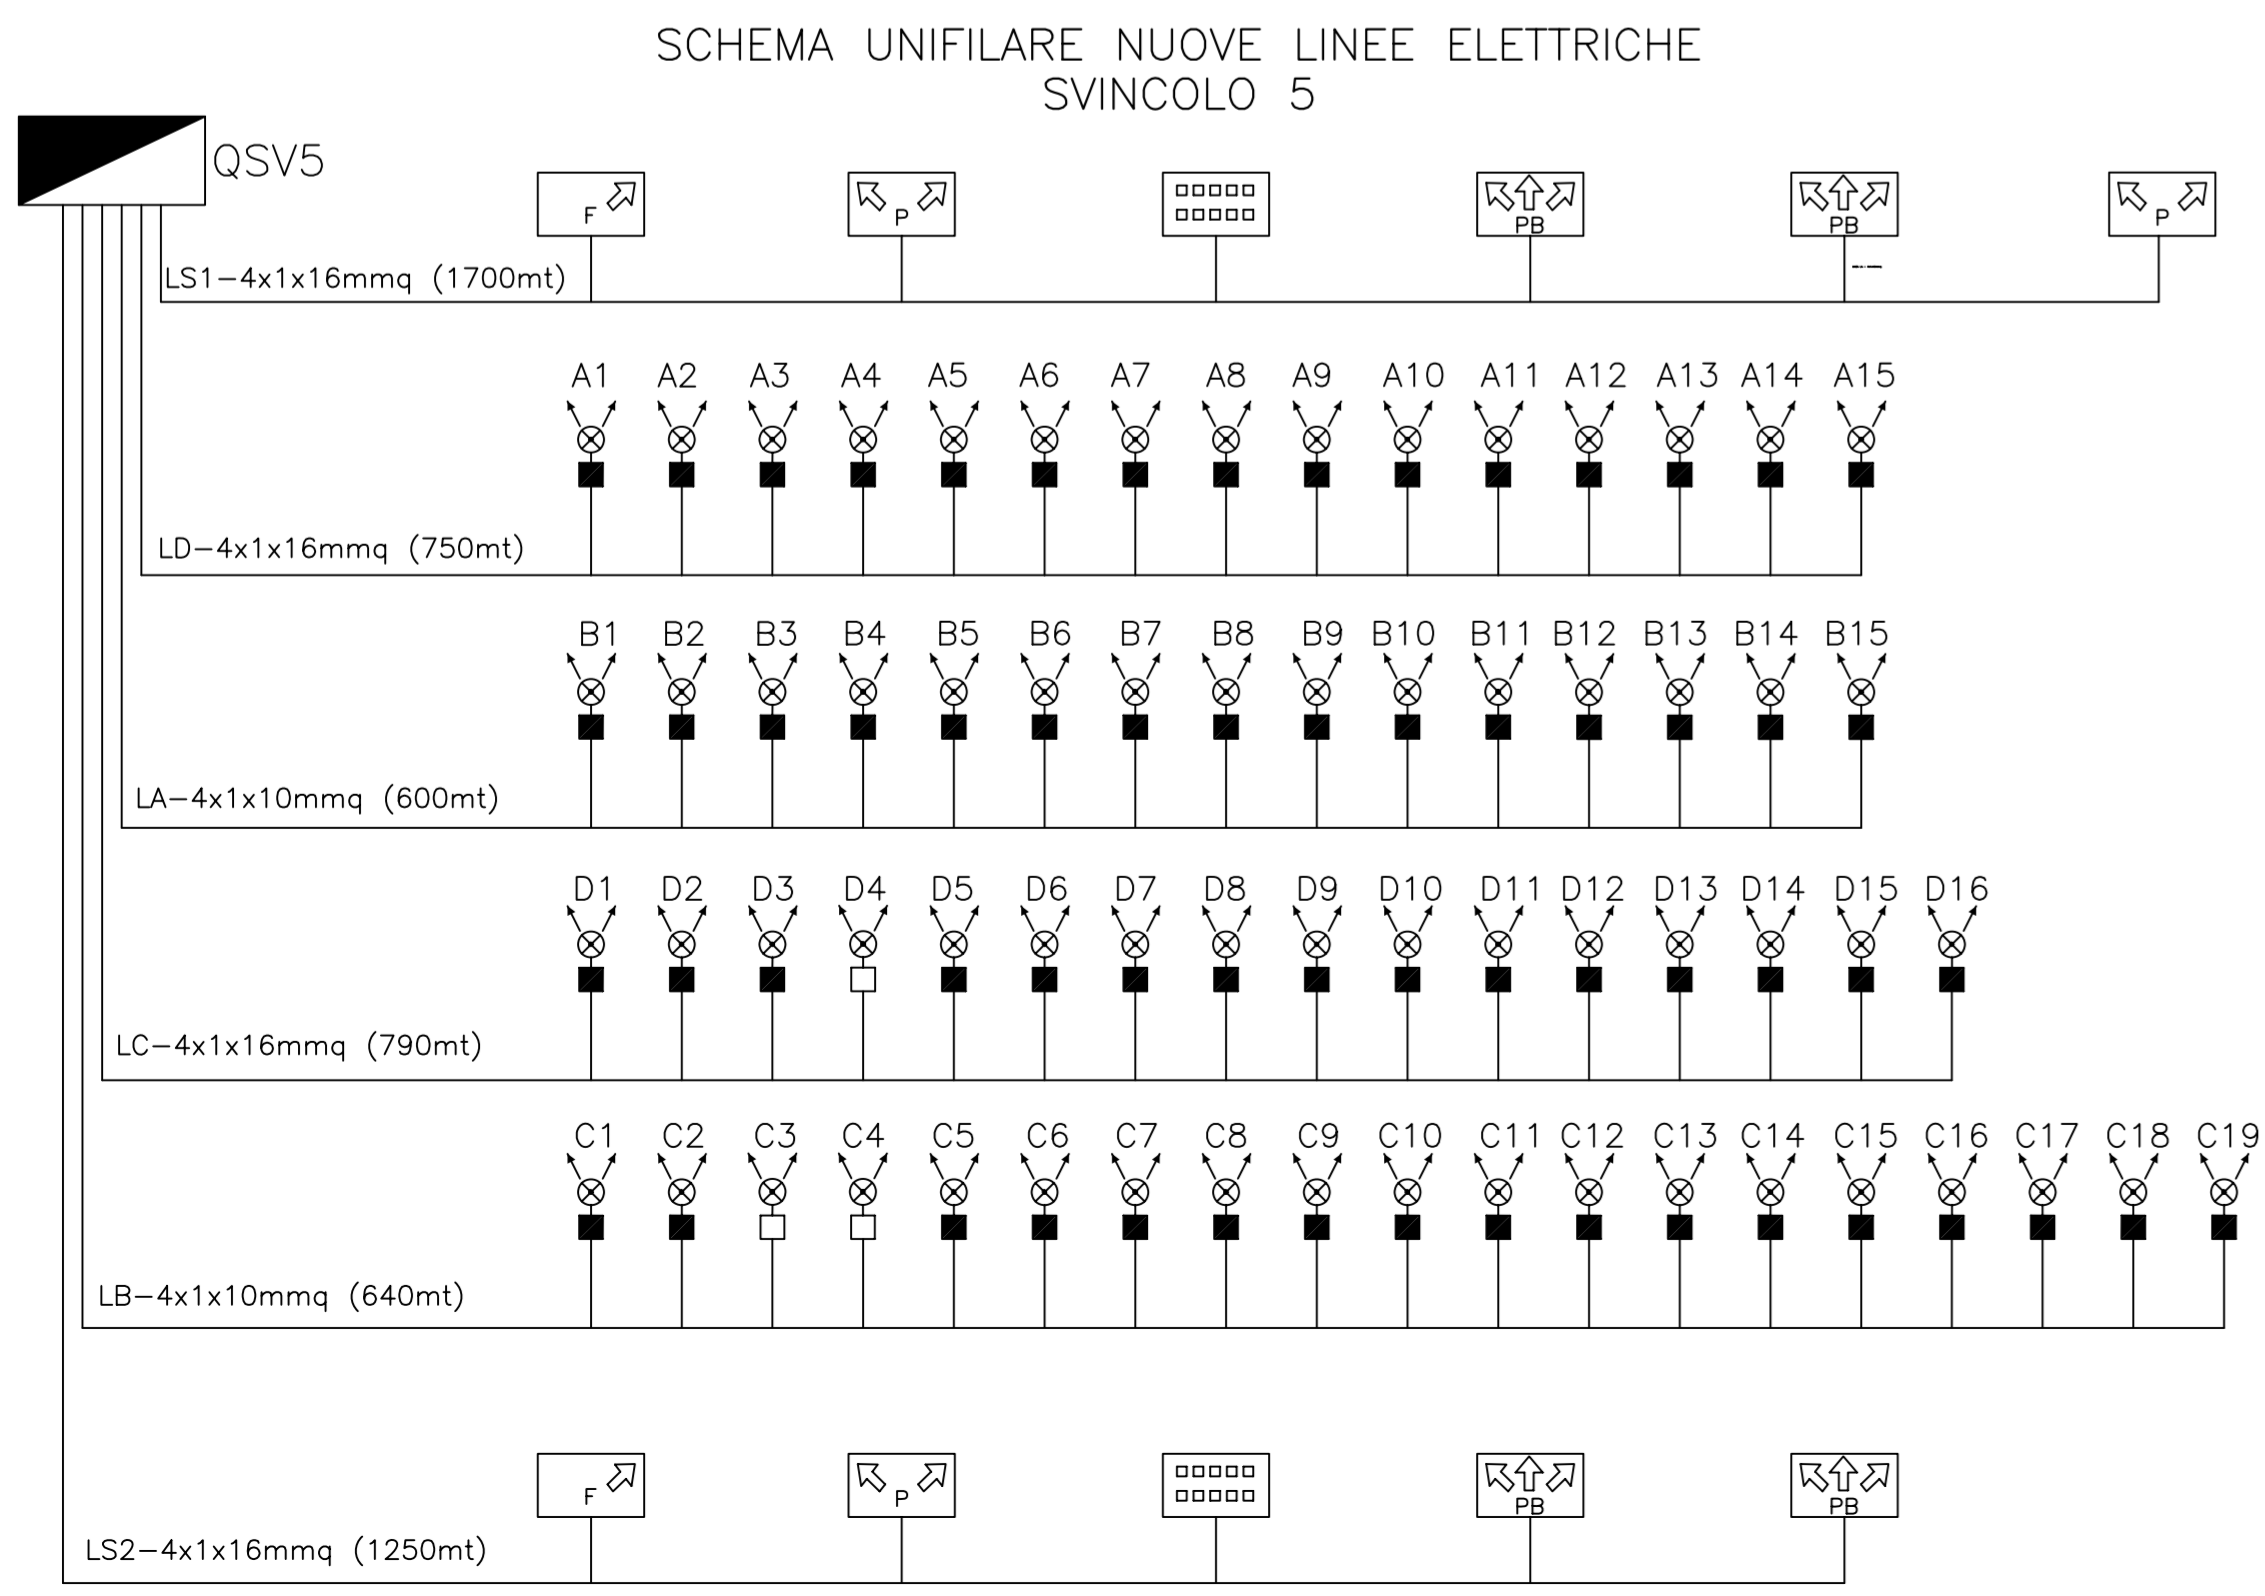 SCHEMA UNIFILARE NUOVE LINEE ELETTRICHE
SVINCOLO 5
QSV5
F P PB PB P
LS1-4x1x16mmq (1700mt)
A1 A2 A3 A4 A5 A6 A7 A8 A9 A10 A11 A12 A13 A14 A15
LD-4x1x16mmq (750mt)
B1 B2 B3 B4 B5 B6 B7 B8 B9 B10 B11 B12 B13 B14 B15
LA-4x1x10mmq (600mt)
D1 D2 D3 D4 D5 D6 D7 D8 D9 D10 D11 D12 D13 D14 D15 D16
LC-4x1x16mmq (790mt)
C1 C2 C3 C4 C5 C6 C7 C8 C9 C10 C11 C12 C13 C14 C15 C16 C17 C18 C19
LB-4x1x10mmq (640mt)
F P PB PB
LS2-4x1x16mmq (1250mt)